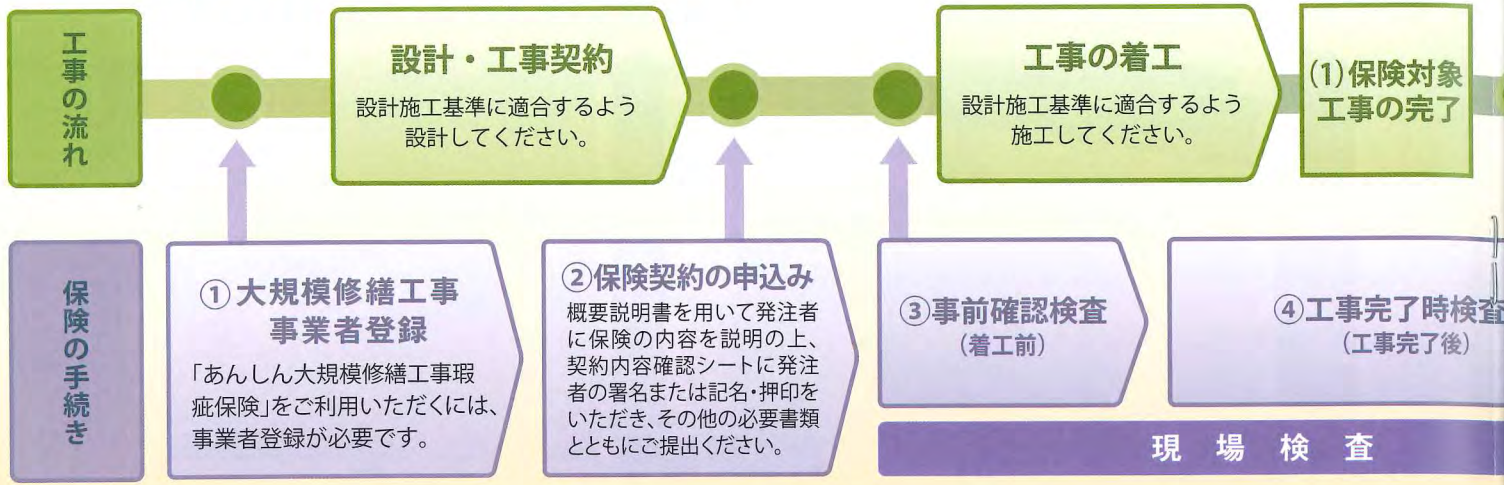 工事の流れ
設計・工事契約
設計施工基準に適合するよう
設計してください。
工事の着工
設計施工基準に適合するよう
施工してください。
(1)保険対象
工事の完了
保険の手続き
①大規模修繕工事
事業者登録
「あんしん大規模修繕工事瑕
疵保険」をご利用いただくには、
事業者登録が必要です。
②保険契約の申込み
概要説明書を用いて発注者
に保険の内容を説明の上、
契約内容確認シートに発注
者の署名または記名・押印を
いただき、その他の必要書類
とともにご提出ください。
③事前確認検査
(着工前)
④工事完了時検査
(工事完了後)
現場検査